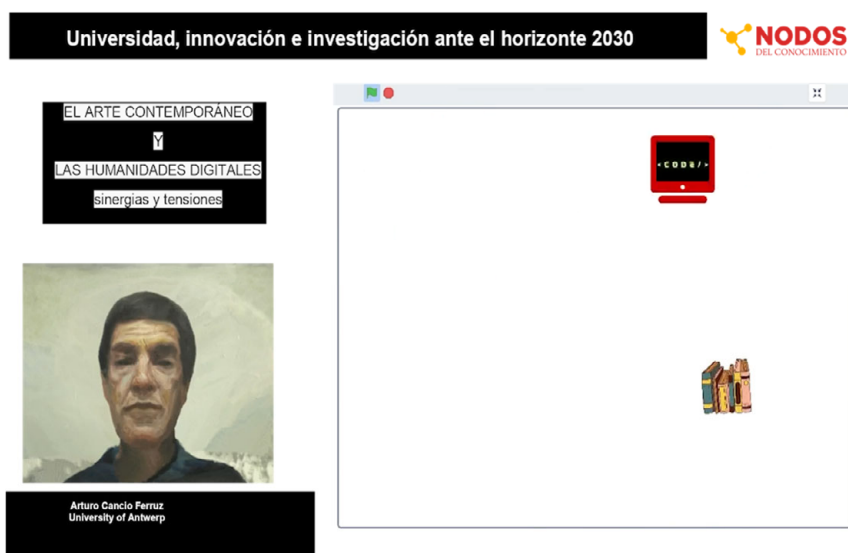 Universidad, innovación e investigación ante el horizonte 2030
NODOS
DEL CONOCIMIENTO
EL ARTE CONTEMPORÁNEO
Y
LAS HUMANIDADES DIGITALES
sinergias y tensiones
<CODE/>
Arturo Cancio Ferruz
University of Antwerp